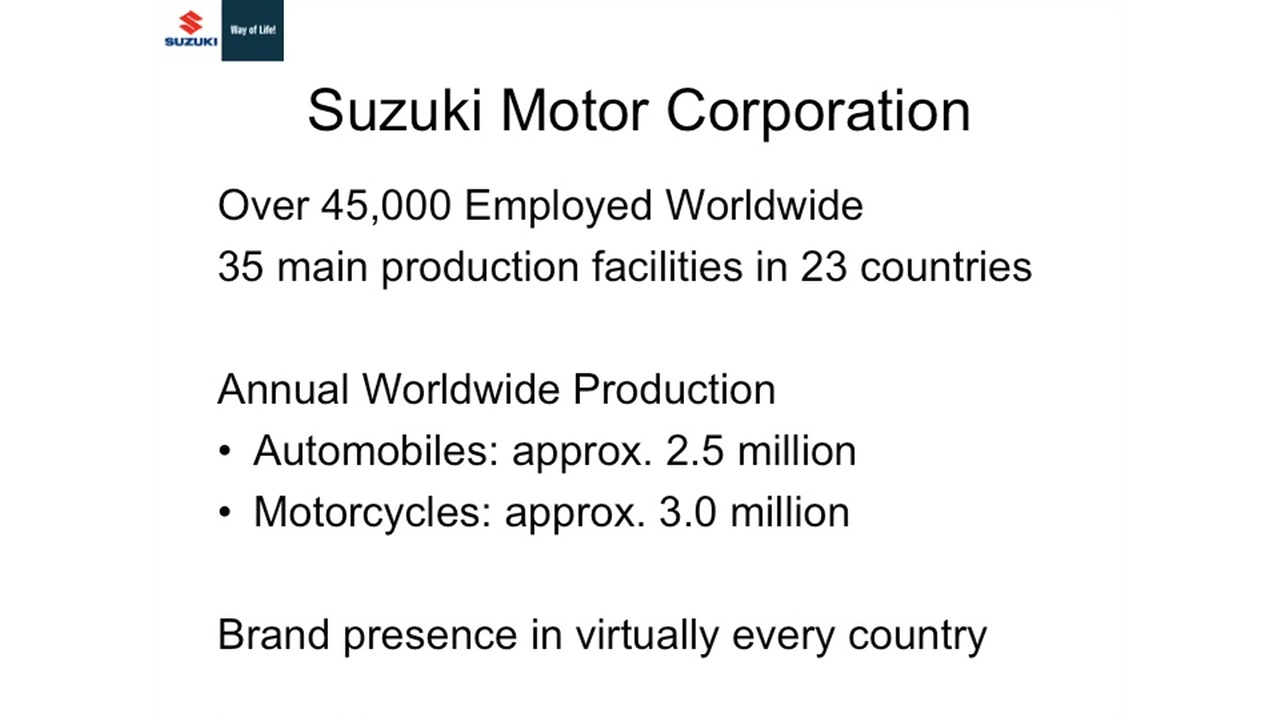 SUZUKI
Way of Life!
Suzuki Motor Corporation
Over 45,000 Employed Worldwide
35 main production facilities in 23 countries
Annual Worldwide Production
• Automobiles: approx. 2.5 million
• Motorcycles: approx. 3.0 million
Brand presence in virtually every country